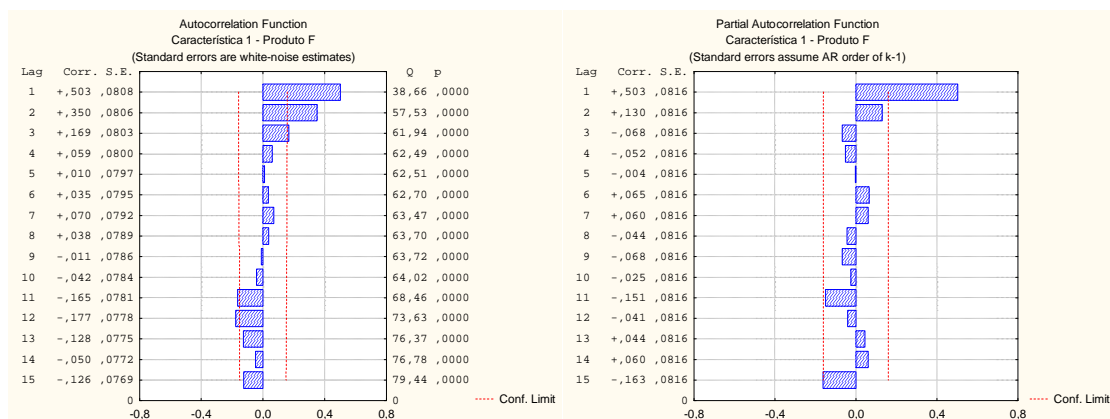 Autocorrelation Function
Característica 1 - Produto F
(Standard errors are white-noise estimates)
Lag Corr. S.E. Q p
1 +,503 ,0808 38,66 ,0000
2 +,350 ,0806 57,53 ,0000
3 +,169 ,0803 61,94 ,0000
4 +,059 ,0800 62,49 ,0000
5 +,010 ,0797 62,51 ,0000
6 +,035 ,0795 62,70 ,0000
7 +,070 ,0792 63,47 ,0000
8 +,038 ,0789 63,70 ,0000
9 -,011 ,0786 63,72 ,0000
10 -,042 ,0784 64,02 ,0000
11 -,165 ,0781 68,46 ,0000
12 -,177 ,0778 73,63 ,0000
13 -,128 ,0775 76,37 ,0000
14 -,050 ,0772 76,78 ,0000
15 -,126 ,0769 79,44 ,0000
0 0
-0,8 -0,4 0,0 0,4 0,8
Conf. Limit
Partial Autocorrelation Function
Característica 1 - Produto F
(Standard errors assume AR order of k-1)
Lag Corr. S.E.
1 +,503 ,0816
2 +,130 ,0816
3 -,068 ,0816
4 -,052 ,0816
5 -,004 ,0816
6 +,065 ,0816
7 +,060 ,0816
8 -,044 ,0816
9 -,068 ,0816
10 -,025 ,0816
11 -,151 ,0816
12 -,041 ,0816
13 +,044 ,0816
14 +,060 ,0816
15 -,163 ,0816
0
-0,8 -0,4 0,0 0,4 0,8
Conf. Limit